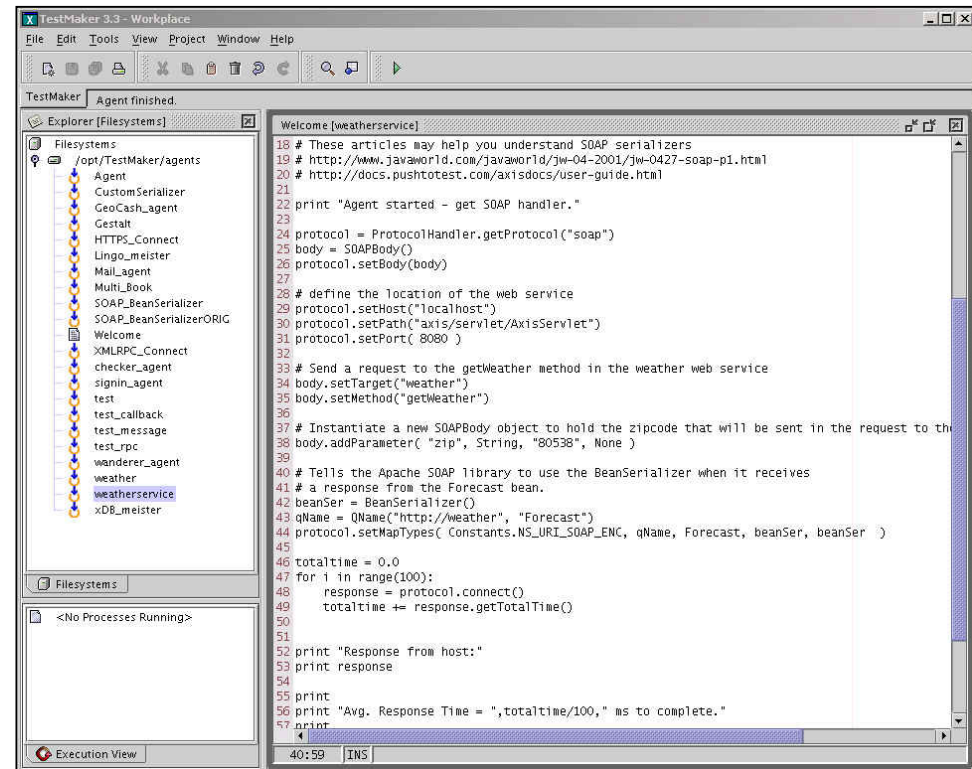 TestMaker 3.3 - Workplace
File Edit Tools View Project Window Help
TestMaker
Agent finished.
Explorer [Filesystems]
Filesystems
/opt/TestMaker/agents
Agent
CustomSerializer
GeoCash_agent
Gestalt
HTTPS_Connect
Lingo_meister
Mail_agent
Multi_Book
SOAP_BeanSerializer
SOAP_BeanSerializerORIG
Welcome
XMLRPC_Connect
checker_agent
signin_agent
test
test_callback
test_message
test_rpc
wanderer_agent
weather
weatherservice
xDB_meister
Filesystems
<No Processes Running>
Execution View
Welcome [weatherservice]
18 # These articles may help you understand SOAP serializers
19 # http://www.javaworld.com/javaworld/jw-04-2001/jw-0427-soap-p1.html
20 # http://docs.pushtotest.com/axisdocs/user-guide.html
21
22 print "Agent started - get SOAP handler."
23
24 protocol = ProtocolHandler.getProtocol("soap")
25 body = SOAPBody()
26 protocol.setBody(body)
27
28 # define the location of the web service
29 protocol.setHost("localhost")
30 protocol.setPath("axis/servlet/AxisServlet")
31 protocol.setPort( 8080 )
32
33 # Send a request to the getWeather method in the weather web service
34 body.setTarget("weather")
35 body.setMethod("getWeather")
36
37 # Instantiate a new SOAPBody object to hold the zipcode that will be sent in the request to the
38 body.addParameter( "zip", String, "80538", None )
39
40 # Tells the Apache SOAP library to use the BeanSerializer when it receives
41 # a response from the Forecast bean.
42 beanSer = BeanSerializer()
43 qName = QName("http://weather", "Forecast")
44 protocol.setMapTypes( Constants.NS_URI_SOAP_ENC, qName, Forecast, beanSer, beanSer )
45
46 totaltime = 0.0
47 for i in range(100):
48 response = protocol.connect()
49 totaltime += response.getTotalTime()
50
51
52 print "Response from host:"
53 print response
54
55 print
56 print "Avg. Response Time = ",totaltime/100," ms to complete."
57 print
40:59 INS